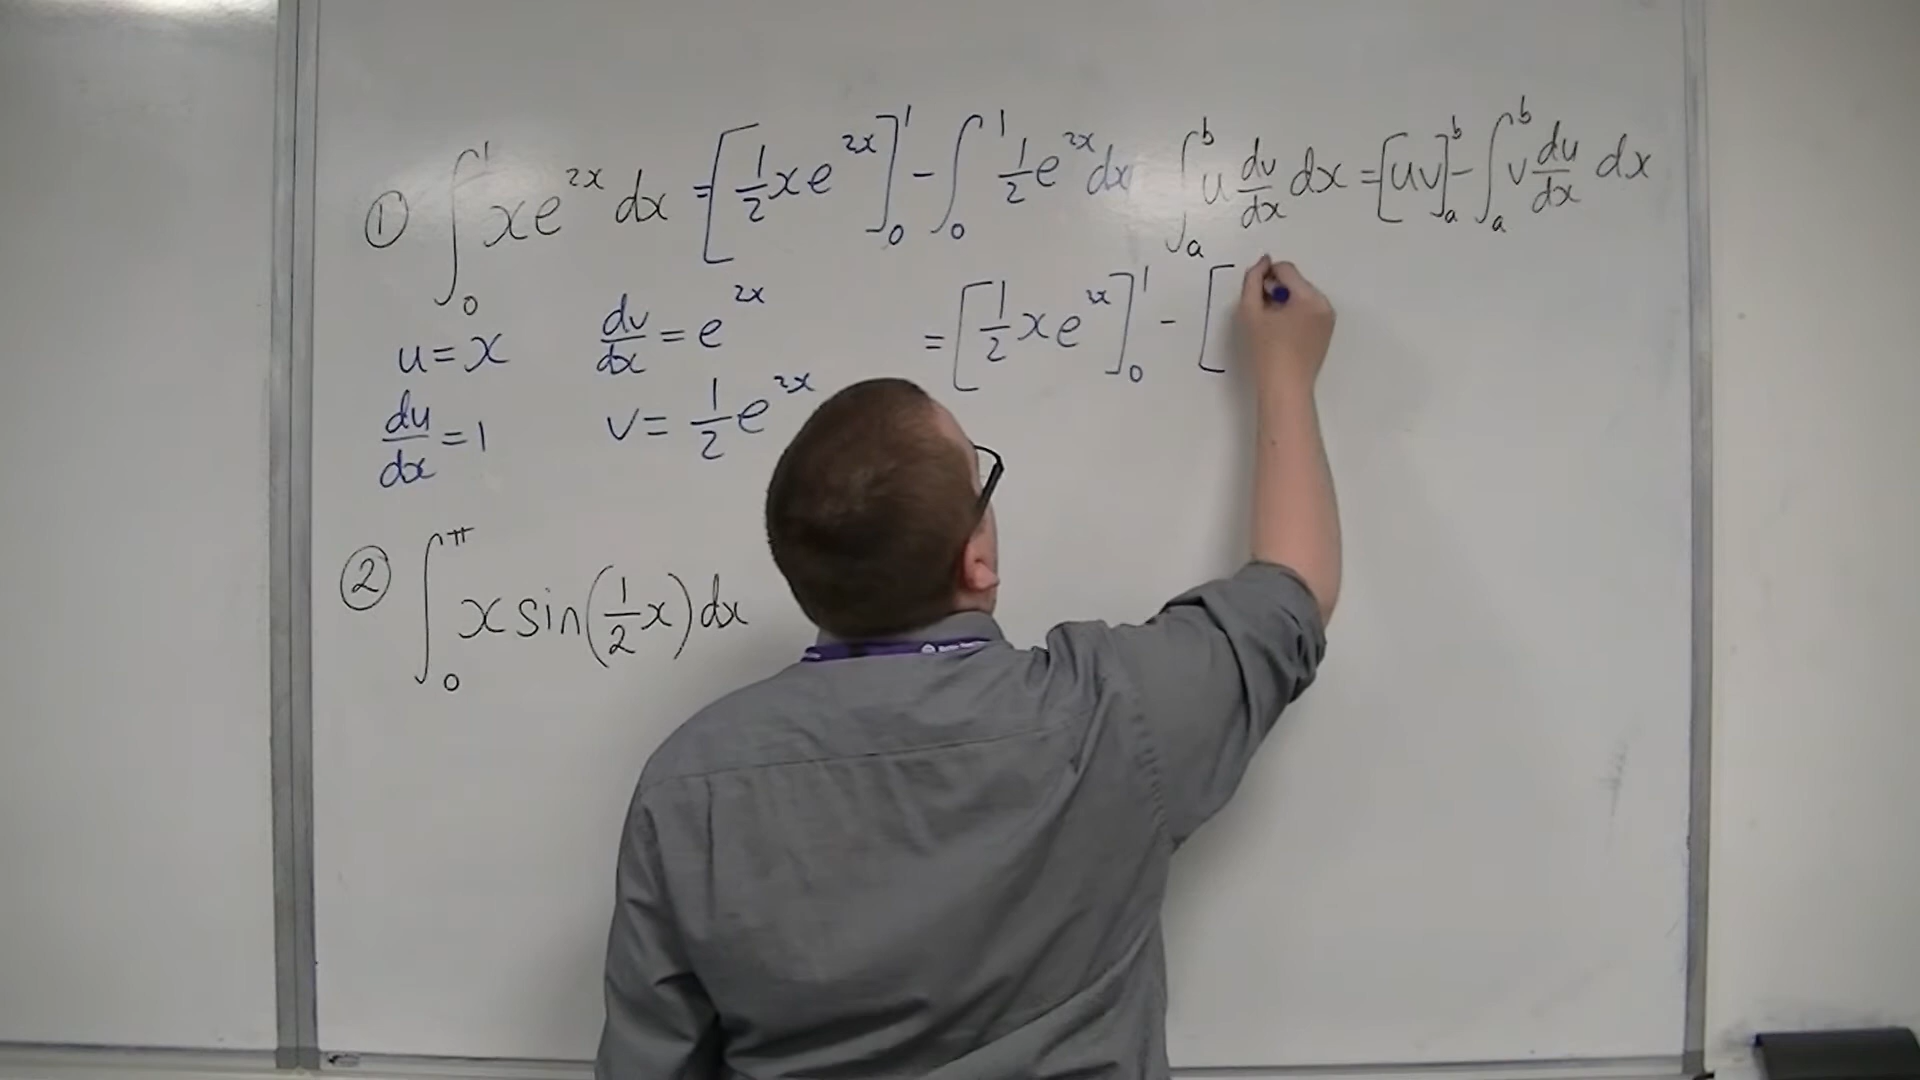 ① ∫₀¹ xe^{2x} dx = [½xe^{2x}]₀¹ - ∫₀¹ ½e^{2x} dx
∫ₐᵇ u dv/dx dx = [uv]ₐᵇ - ∫ₐᵇ v du/dx dx
= [½xe^{2x}]₀¹ - [
u = x
dv/dx = e^{2x}
du/dx = 1
v = ½e^{2x}
② ∫₀^π x sin(½x) dx